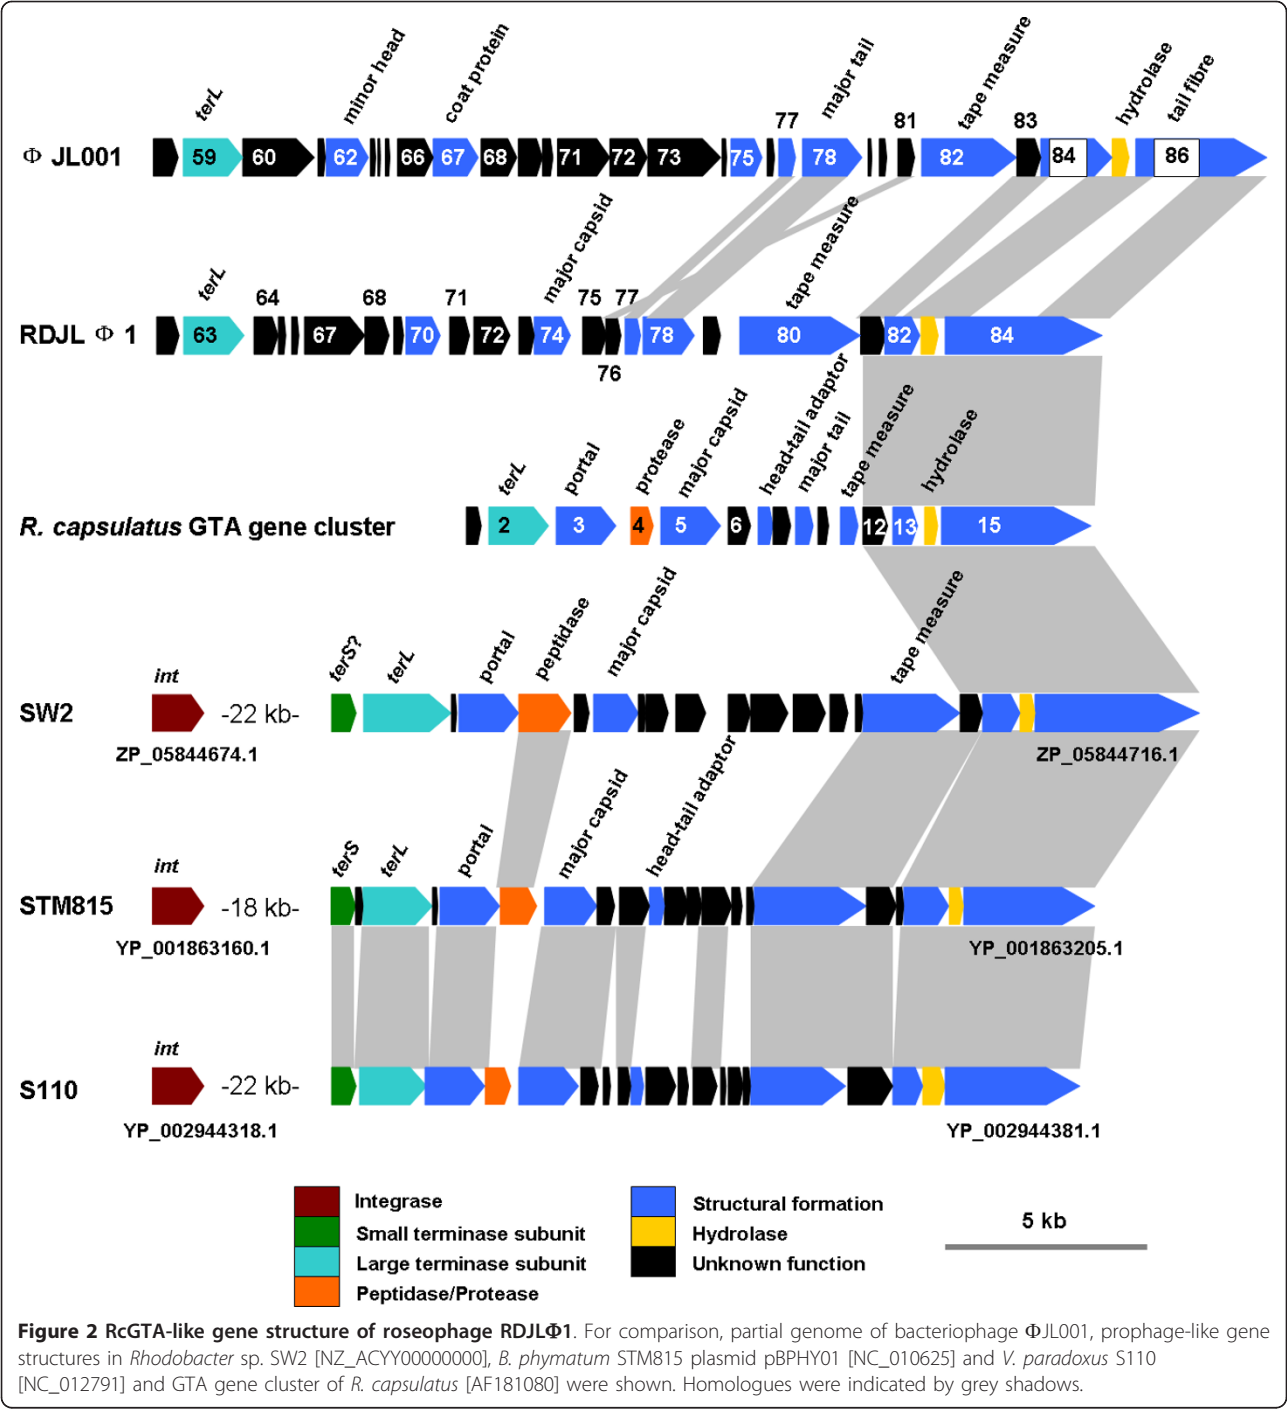 terL
minor head
coat protein
major tail
tape measure
hydrolase
tail fibre
77
81
83
Φ JL001
59 60 62 66 67 68 71 72 73 75 78 82 84 86
terL
major capsid
tape measure
64 68 71 75 77
RDJL Φ 1
63 67 70 72 74 78 80 82 84
76
terL
portal
protease
major capsid
head-tail adaptor
major tail
tape measure
hydrolase
R. capsulatus GTA gene cluster
2 3 4 5 6 12 13 15
int
terS?
terL
portal
peptidase
major capsid
tape measure
SW2
-22 kb-
ZP_05844674.1
ZP_05844716.1
int
terS
terL
portal
major capsid
head-tail adaptor
STM815
-18 kb-
YP_001863160.1
YP_001863205.1
int
S110
-22 kb-
YP_002944318.1
YP_002944381.1
Integrase
Small terminase subunit
Large terminase subunit
Peptidase/Protease
Structural formation
Hydrolase
Unknown function
5 kb
Figure 2 RcGTA-like gene structure of roseophage RDJLΦ1. For comparison, partial genome of bacteriophage ΦJL001, prophage-like gene
structures in Rhodobacter sp. SW2 [NZ_ACYY00000000], B. phymatum STM815 plasmid pBPHY01 [NC_010625] and V. paradoxus S110
[NC_012791] and GTA gene cluster of R. capsulatus [AF181080] were shown. Homologues were indicated by grey shadows.